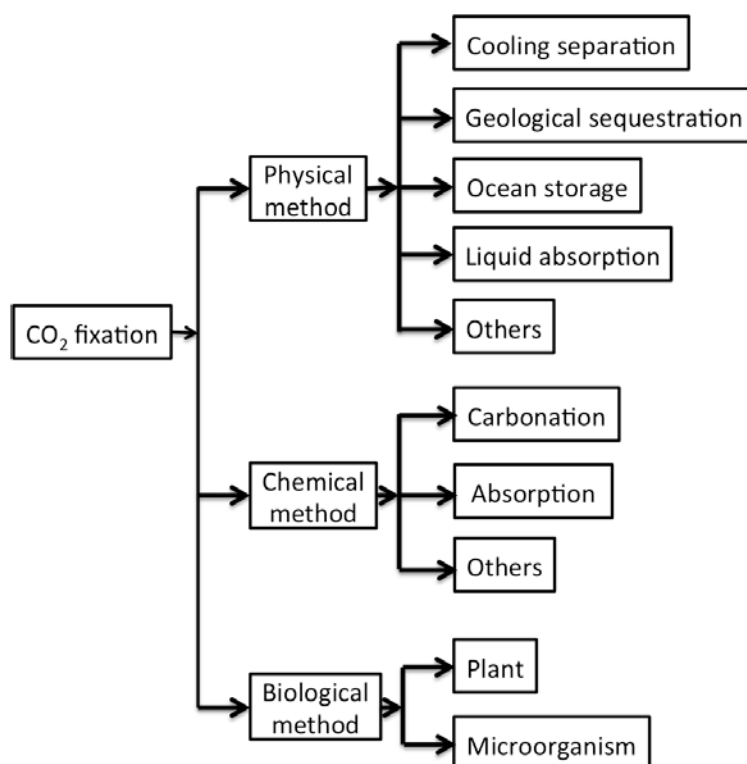 CO₂ fixation
Physical
method
Cooling separation
Geological sequestration
Ocean storage
Liquid absorption
Others
Chemical
method
Carbonation
Absorption
Others
Biological
method
Plant
Microorganism